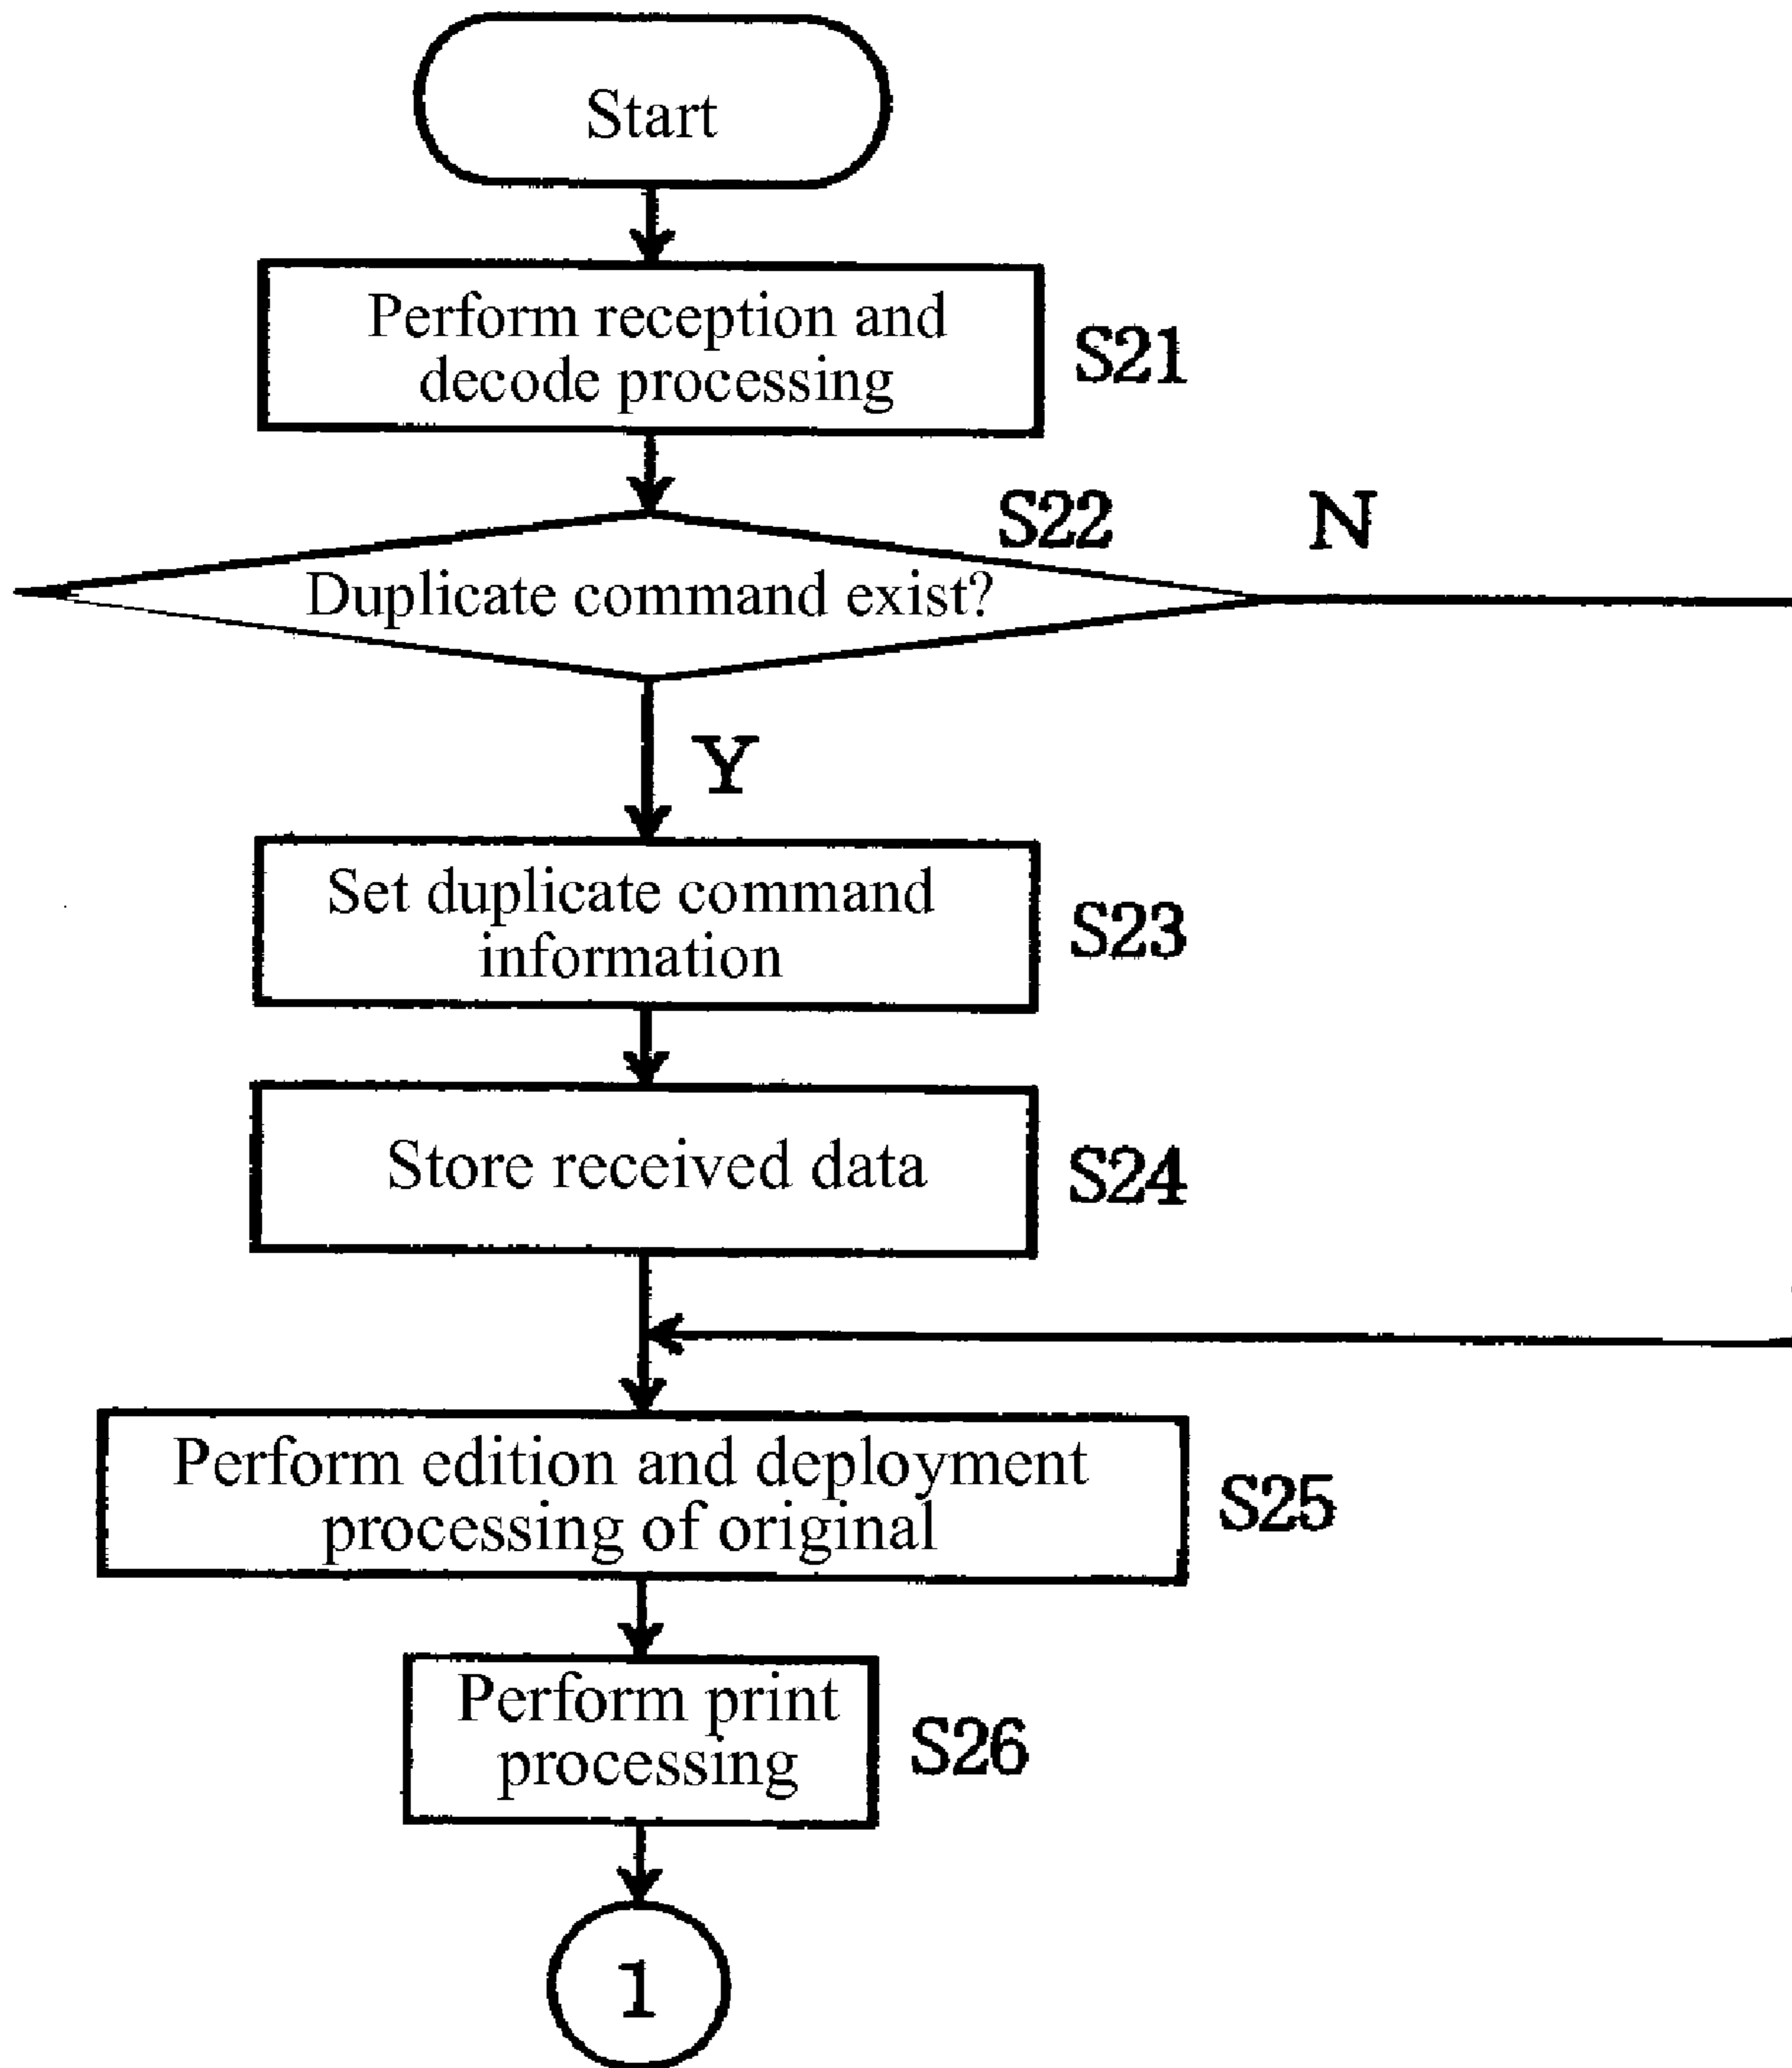 Start
Perform reception and
decode processing
S21
S22
N
Duplicate command exist?
Y
Set duplicate command
information
S23
Store received data
S24
Perform edition and deployment
processing of original
S25
Perform print
processing
S26
1